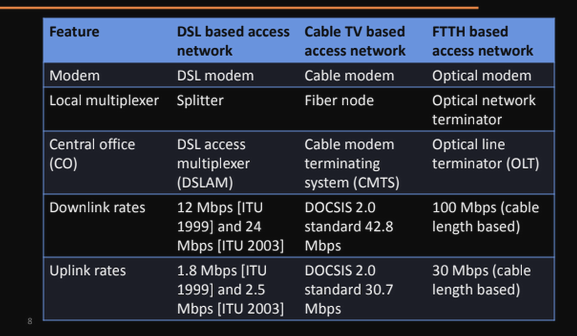 Feature
DSL based access
network
Cable TV based
access network
FTTH based
access network
Modem
DSL modem
Cable modem
Optical modem
Local multiplexer
Splitter
Fiber node
Optical network
terminator
Central office
(CO)
DSL access
multiplexer
(DSLAM)
Cable modem
terminating
system (CMTS)
Optical line
terminator (OLT)
Downlink rates
12 Mbps [ITU
1999] and 24
Mbps [ITU 2003]
DOCSIS 2.0
standard 42.8
Mbps
100 Mbps (cable
length based)
Uplink rates
1.8 Mbps [ITU
1999] and 2.5
Mbps [ITU 2003]
DOCSIS 2.0
standard 30.7
Mbps
30 Mbps (cable
length based)
8